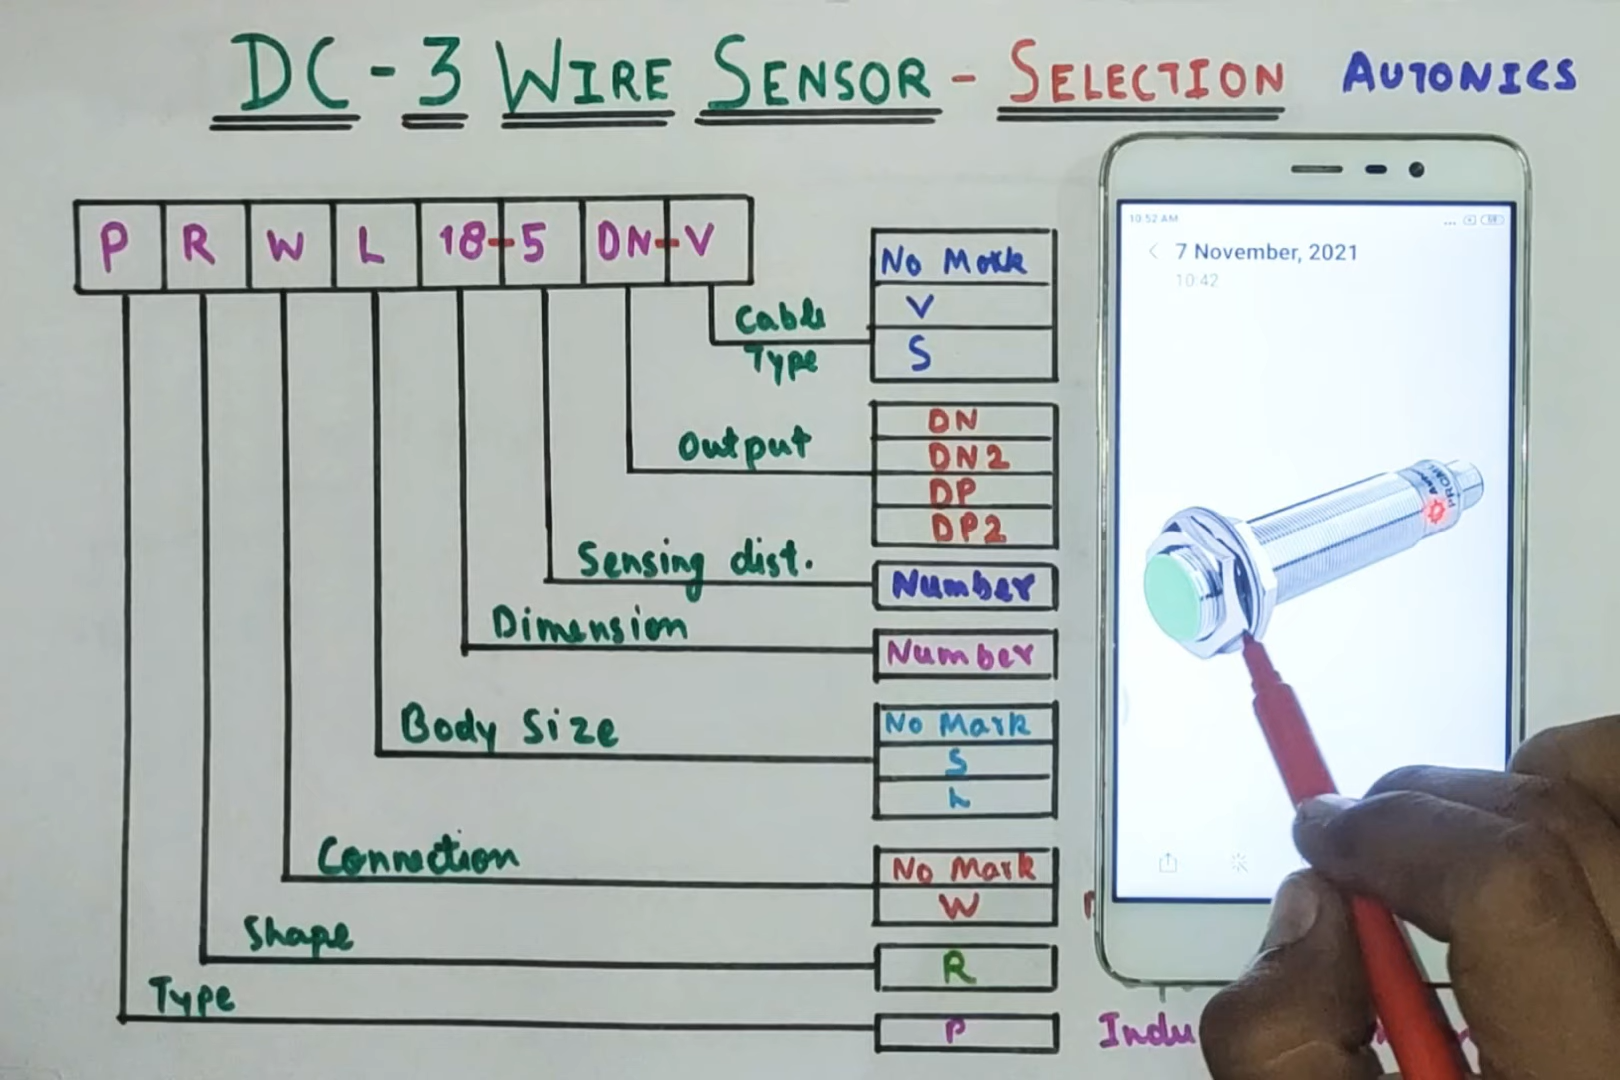 DC - 3 WIRE SENSOR - SELECTION AUTONICS
P R W L 18-5 DN-V
Cable
Type
No Mark
V
S
Output
DN
DN2
DP
DP2
Sensing dist.
Number
Dimension
Number
Body Size
No Mark
S
L
Connection
No Mark
W
Shape
R
Type
P
Indu
10:52 AM
7 November, 2021
10:42